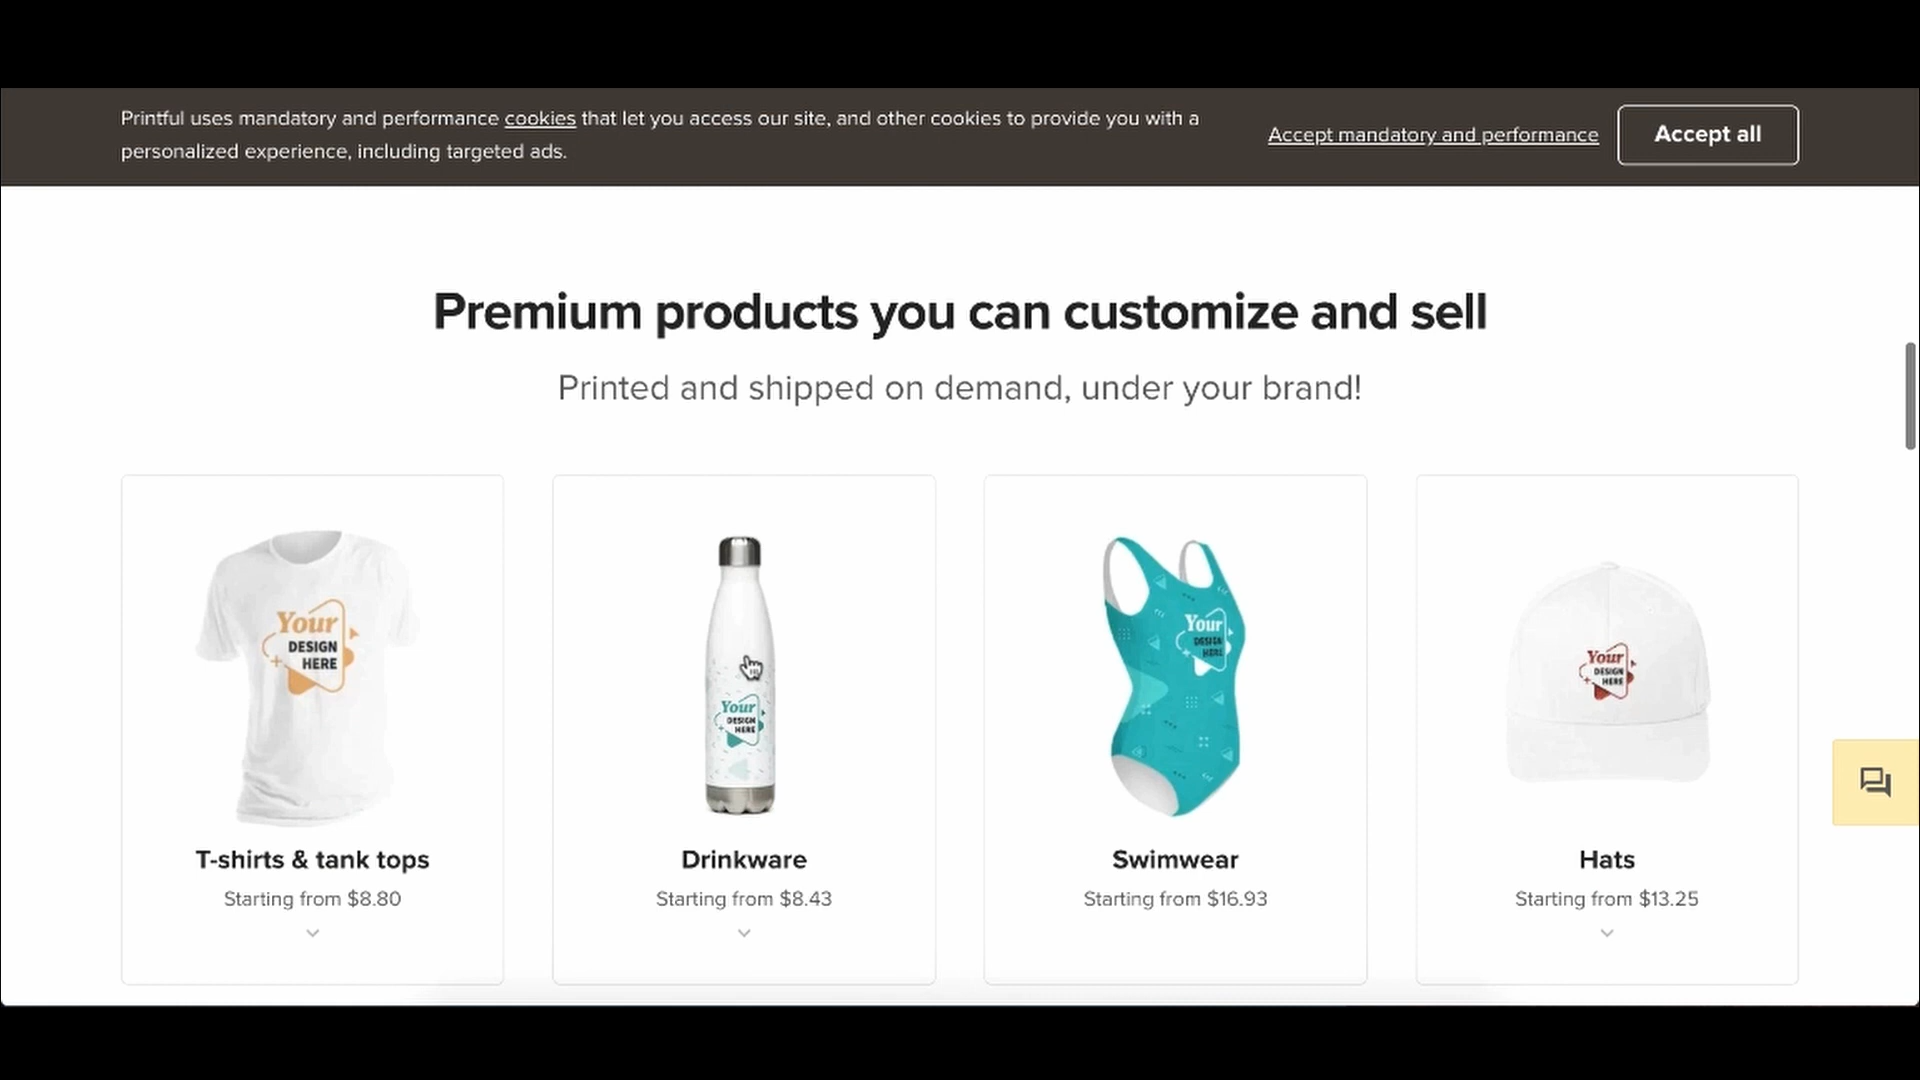 Printful uses mandatory and performance cookies that let you access our site, and other cookies to provide you with a
personalized experience, including targeted ads.
Accept mandatory and performance
Accept all
Premium products you can customize and sell
Printed and shipped on demand, under your brand!
Your
DESIGN
HERE
Your
DESIGN
HERE
Your
DESIGN
HERE
Your
DESIGN
HERE
T-shirts & tank tops
Starting from $8.80
Drinkware
Starting from $8.43
Swimwear
Starting from $16.93
Hats
Starting from $13.25